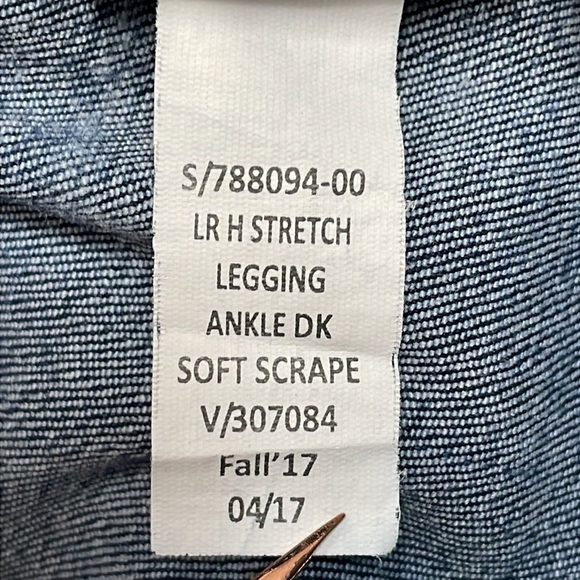 S/788094-00
LR H STRETCH
LEGGING
ANKLE DK
SOFT SCRAPE
V/307084
Fall'17
04/17